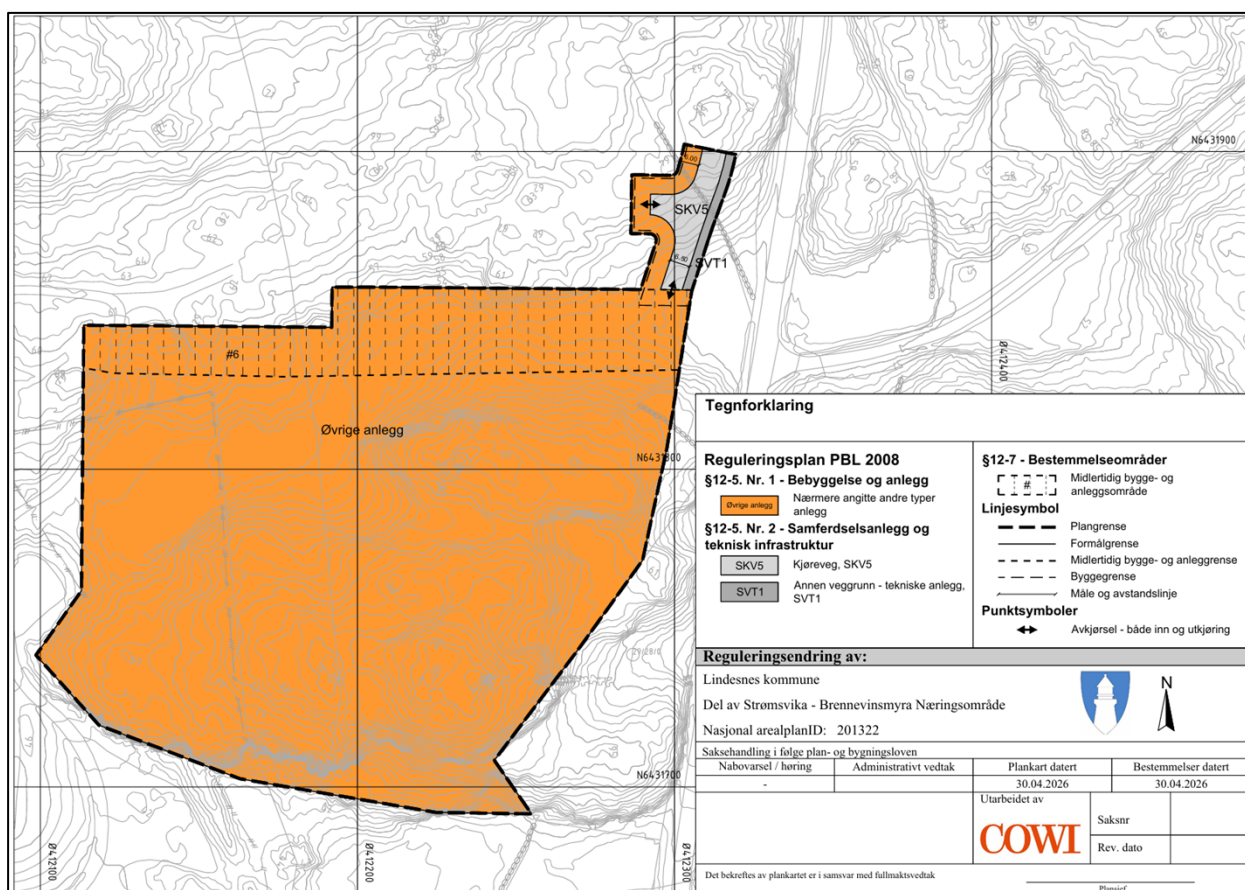 N6431900
6.00
SKV5
6.50
SVT1
#6
Øvrige anlegg
N6431800
N6431700
Ø412100
Ø412200
Ø412300
Ø412400
Tegnforklaring
Reguleringsplan PBL 2008
§12-5. Nr. 1 - Bebyggelse og anlegg
Øvrige anlegg
Nærmere angitte andre typer
anlegg
§12-5. Nr. 2 - Samferdselsanlegg og
teknisk infrastruktur
SKV5
Kjøreveg, SKV5
SVT1
Annen veggrunn - tekniske anlegg,
SVT1
§12-7 - Bestemmelseområder
#
Midlertidig bygge- og
anleggsområde
Linjesymbol
Plangrense
Formålgrense
Midlertidig bygge- og anleggrense
Byggegrense
Måle og avstandslinje
Punktsymboler
Avkjørsel - både inn og utkjøring
Reguleringsendring av:
Lindesnes kommune
Del av Strømsvika - Brennevinsmyra Næringsområde
Nasjonal arealplanID: 201322
N
Saksehandling i følge plan- og bygningsloven
Nabovarsel / høring Administrativt vedtak Plankart datert Bestemmelser datert
- 30.04.2026 30.04.2026
Utarbeidet av
COWI
Saksnr
Rev. dato
Det bekreftes av plankartet er i samsvar med fullmaktsvedtak
Plansjef